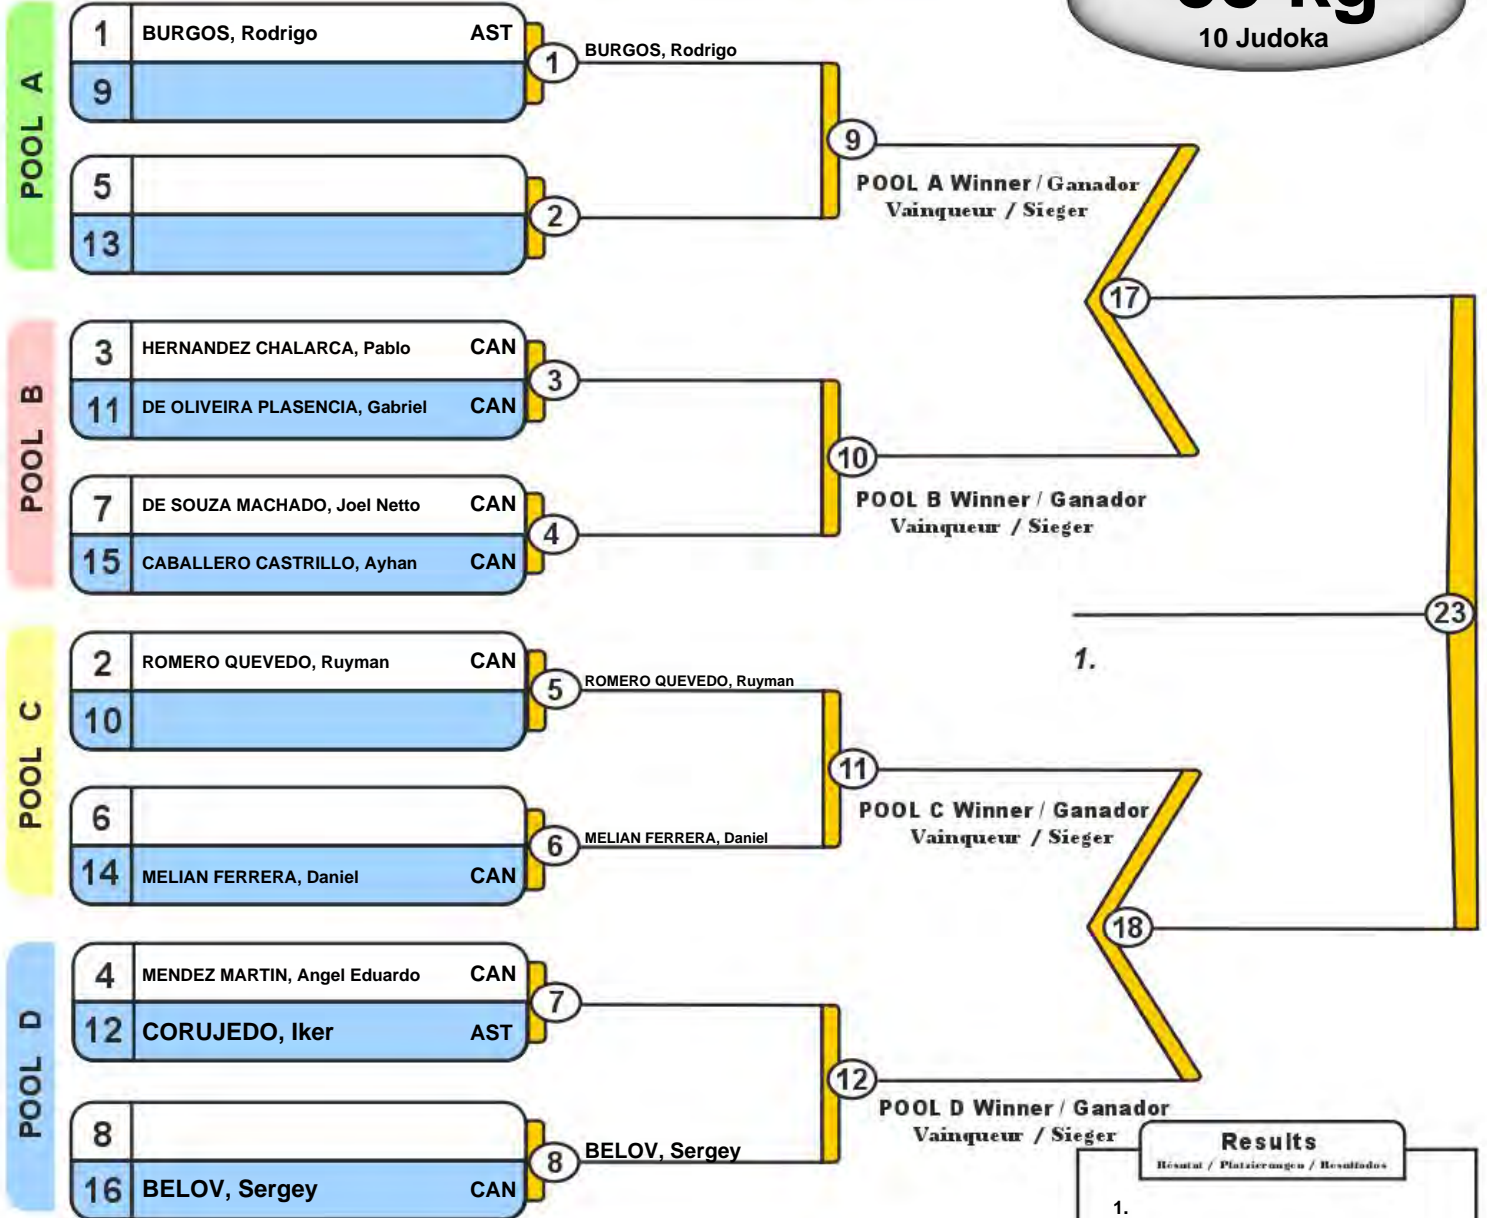 kg
10 Judoka
POOL A
1 BURGOS, Rodrigo AST
9
1 BURGOS, Rodrigo
5
13
2
9
POOL A Winner / Ganador
Vainqueur / Sieger
POOL B
3 HERNANDEZ CHALARCA, Pablo CAN
11 DE OLIVEIRA PLASENCIA, Gabriel CAN
3
7 DE SOUZA MACHADO, Joel Netto CAN
15 CABALLERO CASTRILLO, Ayhan CAN
4
10
POOL B Winner / Ganador
Vainqueur / Sieger
17
POOL C
2 ROMERO QUEVEDO, Ruyman CAN
10
5 ROMERO QUEVEDO, Ruyman
6
14 MELIAN FERRERA, Daniel CAN
6 MELIAN FERRERA, Daniel
11
POOL C Winner / Ganador
Vainqueur / Sieger
POOL D
4 MENDEZ MARTIN, Angel Eduardo CAN
12 CORUJEDO, Iker AST
7
8
16 BELOV, Sergey CAN
8 BELOV, Sergey
12
POOL D Winner / Ganador
Vainqueur / Sieger
18
23
1.
Results
Résutat / Platzierungen / Resultados
1.